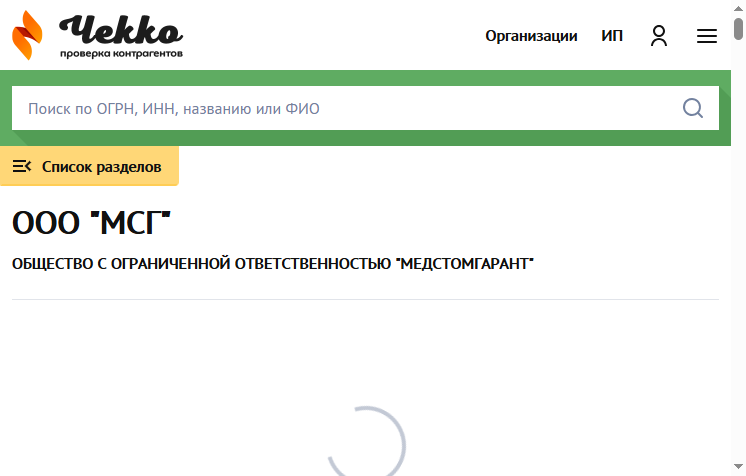 Чекко
проверка контрагентов
Организации
ИП
Поиск по ОГРН, ИНН, названию или ФИО
Список разделов
ООО "МСГ"
ОБЩЕСТВО С ОГРАНИЧЕННОЙ ОТВЕТСТВЕННОСТЬЮ "МЕДСТОМГАРАНТ"